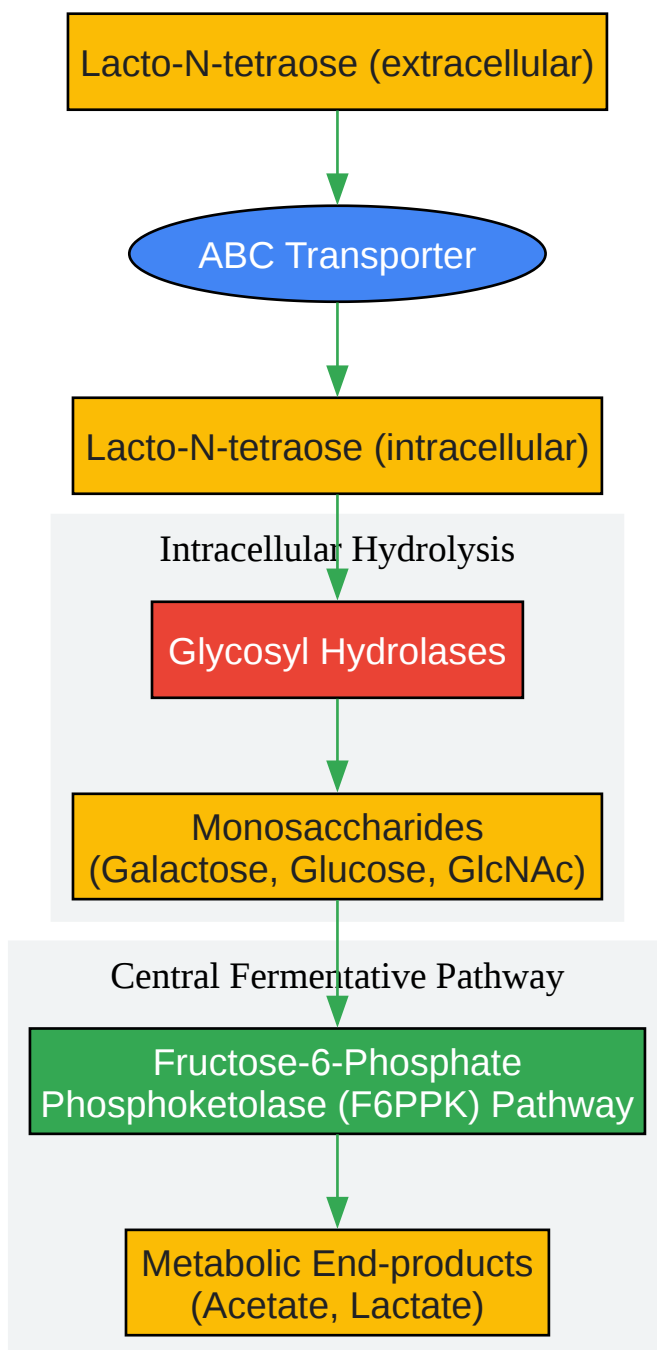 Lacto-N-tetraose (extracellular)
ABC Transporter
Lacto-N-tetraose (intracellular)
Intracellular Hydrolysis
Glycosyl Hydrolases
Monosaccharides
(Galactose, Glucose, GlcNAc)
Central Fermentative Pathway
Fructose-6-Phosphate
Phosphoketolase (F6PPK) Pathway
Metabolic End-products
(Acetate, Lactate)